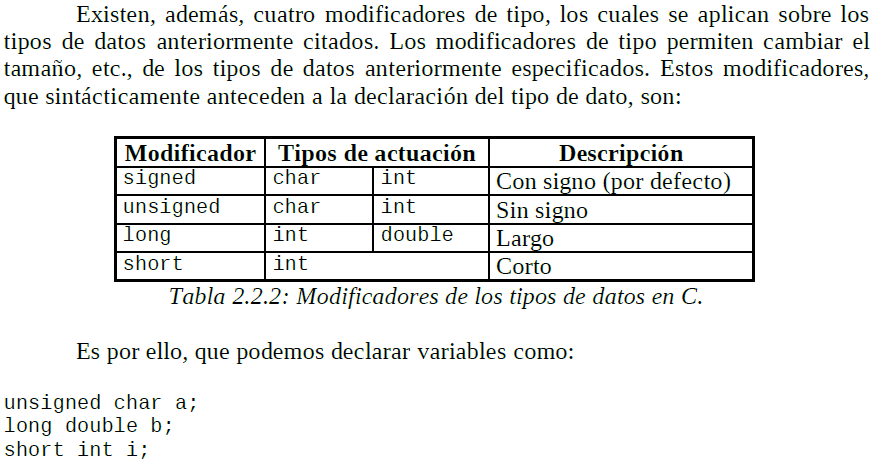 Existen, además, cuatro modificadores de tipo, los cuales se aplican sobre los
tipos de datos anteriormente citados. Los modificadores de tipo permiten cambiar el
tamaño, etc., de los tipos de datos anteriormente especificados. Estos modificadores,
que sintácticamente anteceden a la declaración del tipo de dato, son:
Modificador Tipos de actuación Descripción
signed char int Con signo (por defecto)
unsigned char int Sin signo
long int double Largo
short int Corto
Tabla 2.2.2: Modificadores de los tipos de datos en C.
Es por ello, que podemos declarar variables como:
unsigned char a;
long double b;
short int i;